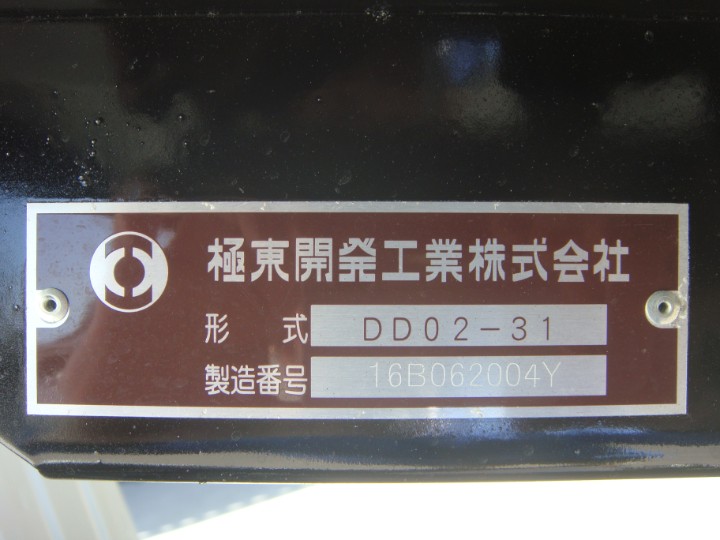 極東開発工業株式会社
形 式 DD02-31
製造番号 16B062004Y